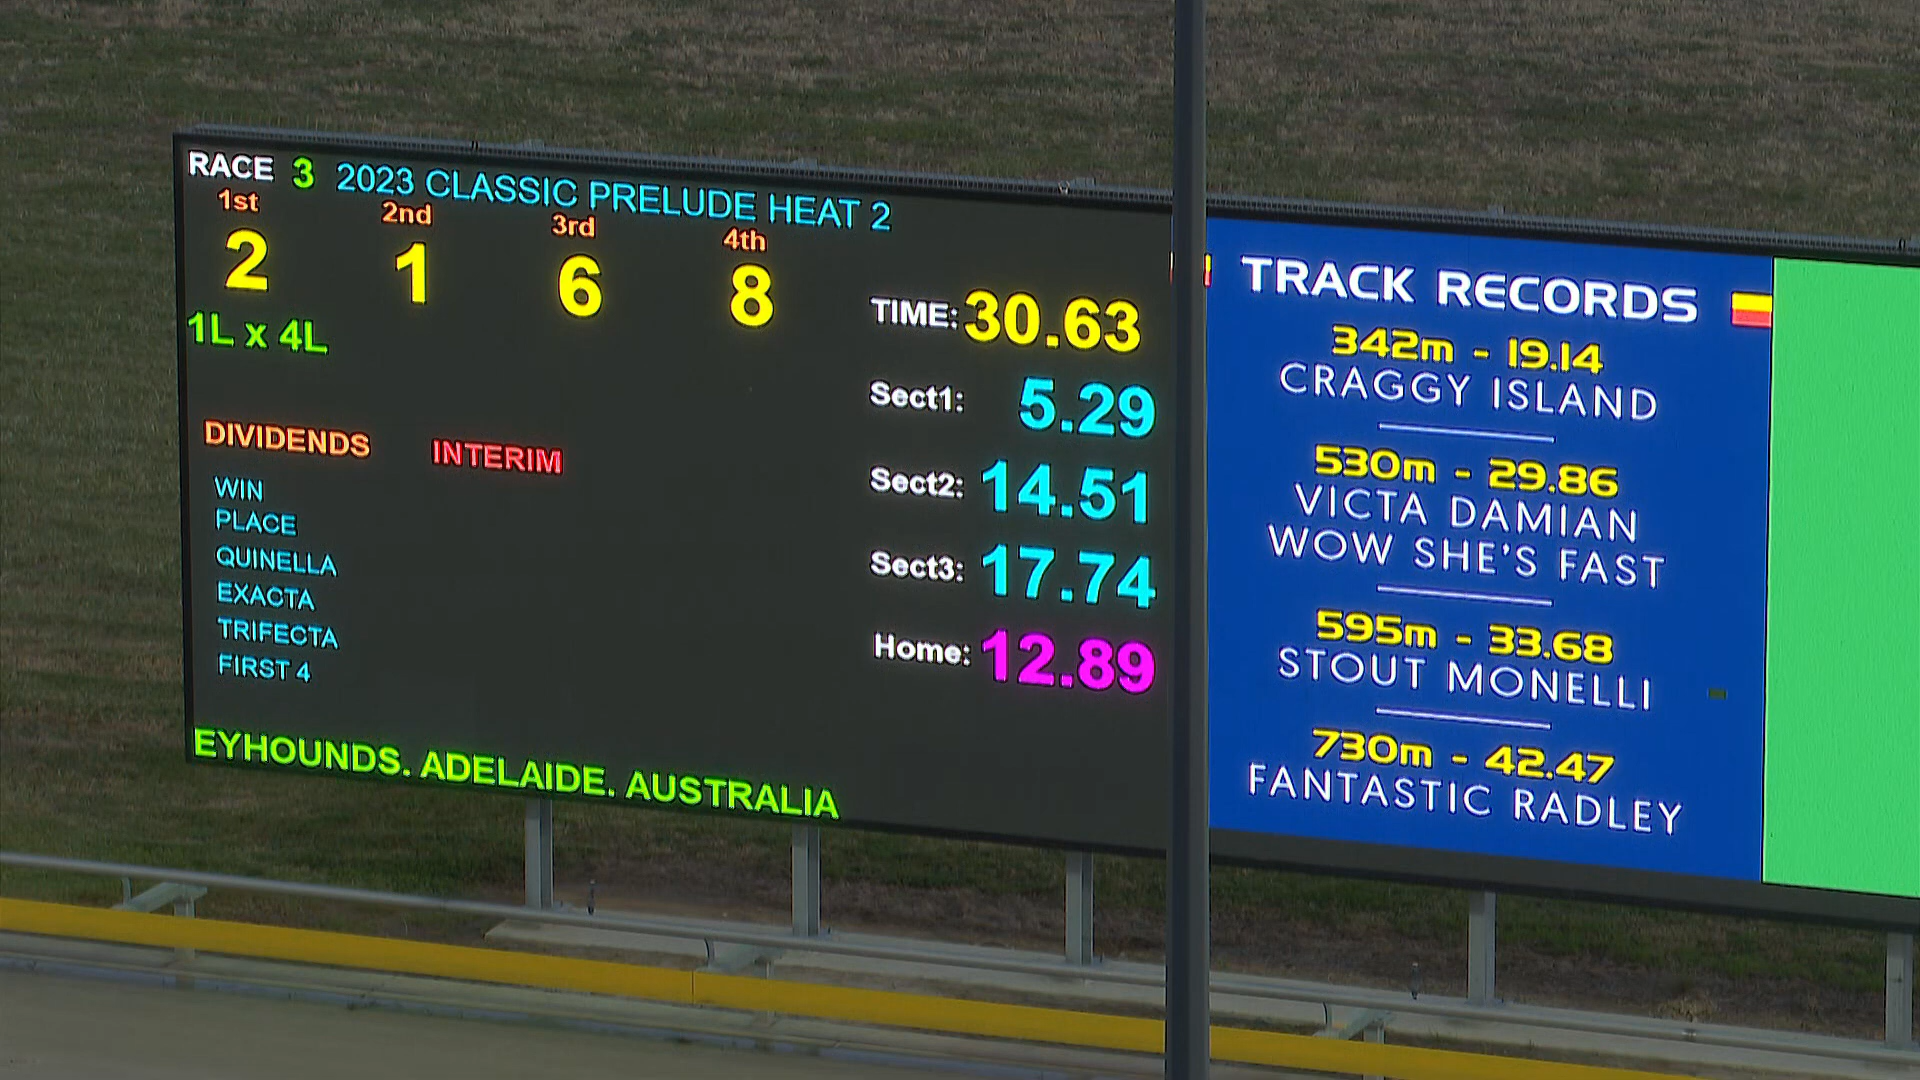 RACE 3 2023 CLASSIC PRELUDE HEAT 2
1st 2nd 3rd 4th
2 1 6 8
1L x 4L
TIME: 30.63
Sect1: 5.29
Sect2: 14.51
Sect3: 17.74
Home: 12.89
DIVIDENDS INTERIM
WIN
PLACE
QUINELLA
EXACTA
TRIFECTA
FIRST 4
EYHOUNDS. ADELAIDE. AUSTRALIA
TRACK RECORDS
342m - 19.14
CRAGGY ISLAND
530m - 29.86
VICTA DAMIAN
WOW SHE'S FAST
595m - 33.68
STOUT MONELLI
730m - 42.47
FANTASTIC RADLEY